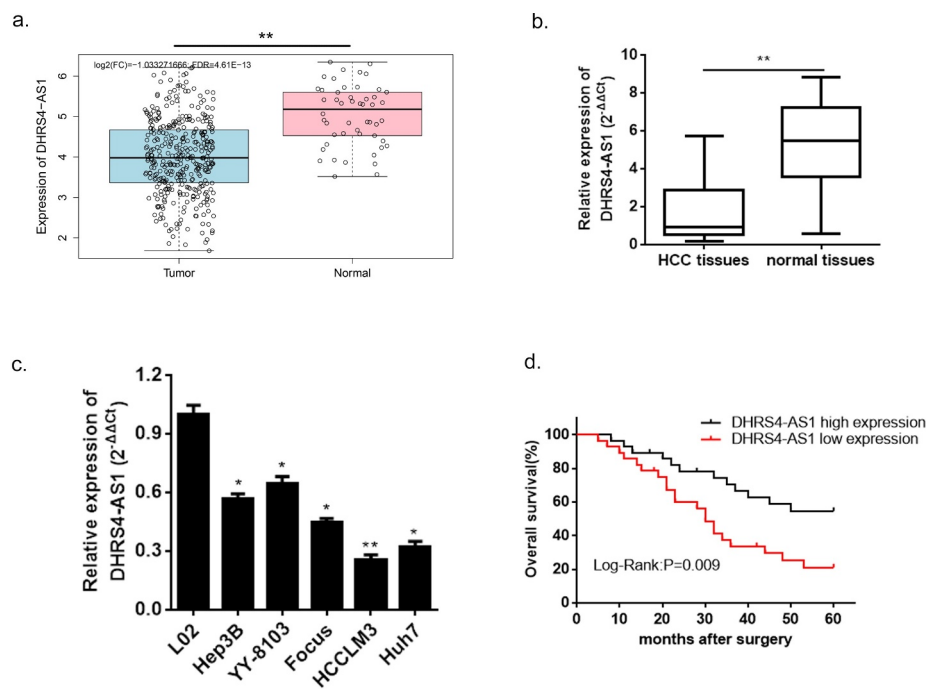 a.
**
log2(FC)=−1.033271666, FDR=4.61E−13
Expression of DHRS4−AS1
6
5
4
3
2
Tumor
Normal
b.
Relative expression of
DHRS4-AS1 (2^-ΔΔCt)
10
8
6
4
2
0
**
HCC tissues
normal tissues
c.
Relative expression of
DHRS4-AS1 (2^-ΔΔCt)
1.2
0.9
0.6
0.3
0.0
*
*
*
**
*
L02
Hep3B
YY-8103
Focus
HCCLM3
Huh7
d.
DHRS4-AS1 high expression
DHRS4-AS1 low expression
Overall survival(%)
100
80
60
40
20
0
Log-Rank:P=0.009
0 10 20 30 40 50 60
months after surgery